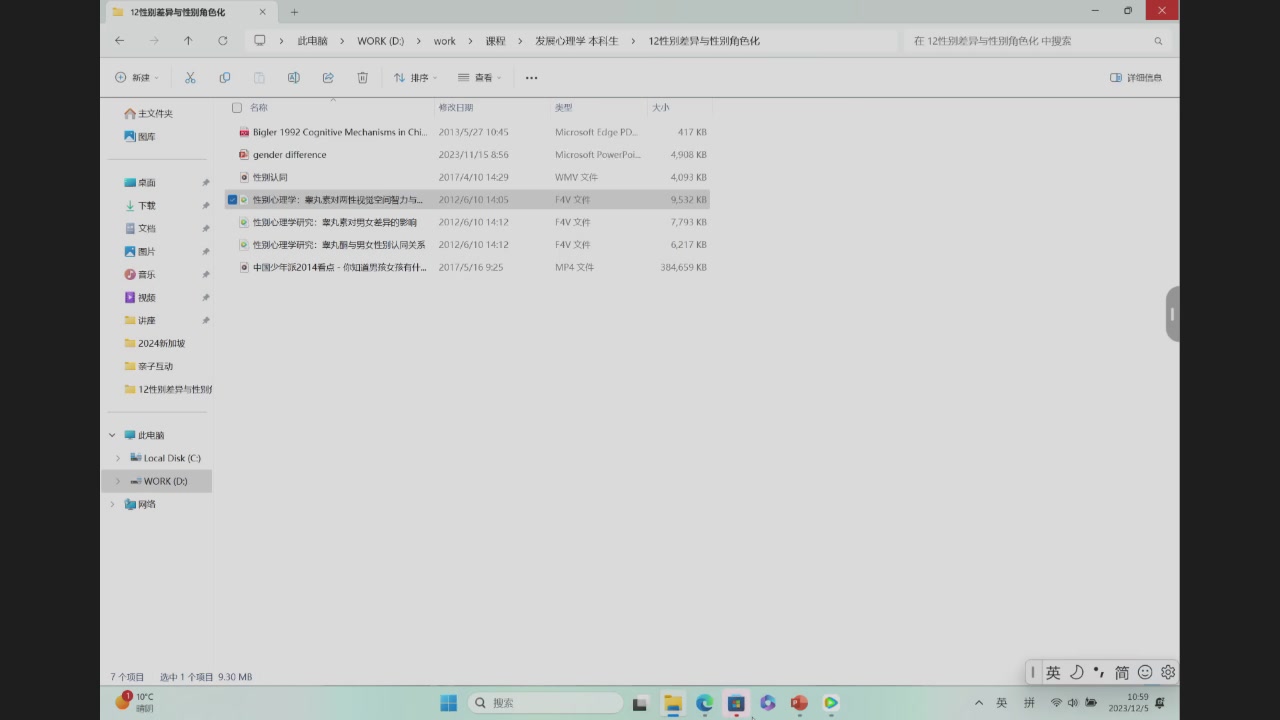 12性别差异与性别角色化
此电脑 WORK (D:) work 课程 发展心理学 本科生 12性别差异与性别角色化
在 12性别差异与性别角色化 中搜索
新建 排序 查看 详细信息
名称 修改日期 类型 大小
Bigler 1992 Cognitive Mechanisms in Chi... 2013/5/27 10:45 Microsoft Edge PD... 417 KB
gender difference 2023/11/15 8:56 Microsoft PowerPoi... 4,908 KB
性别认同 2017/4/10 14:29 WMV 文件 4,093 KB
性别心理学：睾丸素对两性视觉空间智力与... 2012/6/10 14:05 F4V 文件 9,532 KB
性别心理学研究：睾丸素对男女差异的影响 2012/6/10 14:12 F4V 文件 7,793 KB
性别心理学研究：睾丸酮与男女性别认同关系 2012/6/10 14:12 F4V 文件 6,217 KB
中国少年派2014看点 - 你知道男孩女孩有什... 2017/5/16 9:25 MP4 文件 384,659 KB
主文件夹
图库
桌面
下载
文档
图片
音乐
视频
讲座
2024新加坡
亲子互动
12性别差异与性别
此电脑
Local Disk (C:)
WORK (D:)
网络
7 个项目 选中 1 个项目 9.30 MB
英 简
1 10°C
晴朗
搜索
英 拼
10:59
2023/12/5